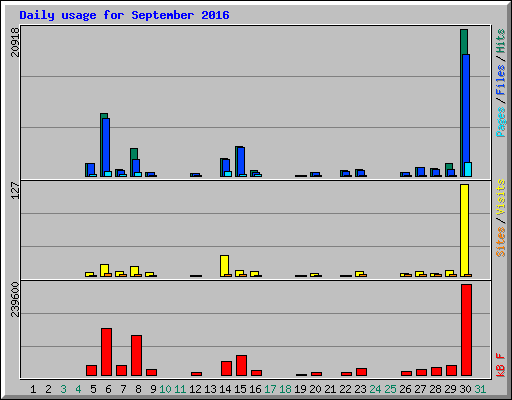 Daily usage for September 2016
20918
Pages/Files/Hits
127
Sites/Visits
239600
kB F
1 2 3 4 5 6 7 8 9 10 11 12 13 14 15 16 17 18 19 20 21 22 23 24 25 26 27 28 29 30 31